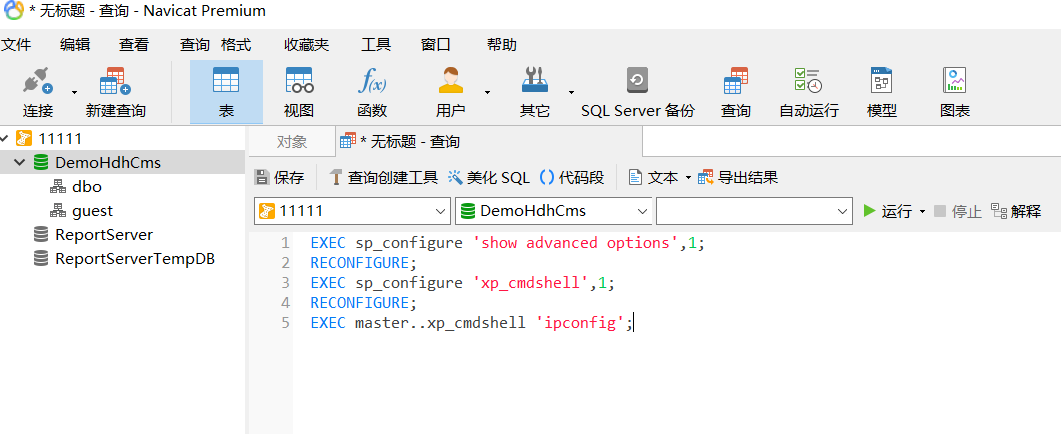 * 无标题 - 查询 - Navicat Premium
文件 编辑 查看 查询 格式 收藏夹 工具 窗口 帮助
连接 新建查询 表 视图 函数 用户 其它 SQL Server 备份 查询 自动运行 模型 图表
11111
DemoHdhCms
dbo
guest
ReportServer
ReportServerTempDB
对象 * 无标题 - 查询
保存 查询创建工具 美化 SQL () 代码段 文本 导出结果
11111 DemoHdhCms 运行 停止 解释
1 EXEC sp_configure 'show advanced options',1;
2 RECONFIGURE;
3 EXEC sp_configure 'xp_cmdshell',1;
4 RECONFIGURE;
5 EXEC master..xp_cmdshell 'ipconfig';